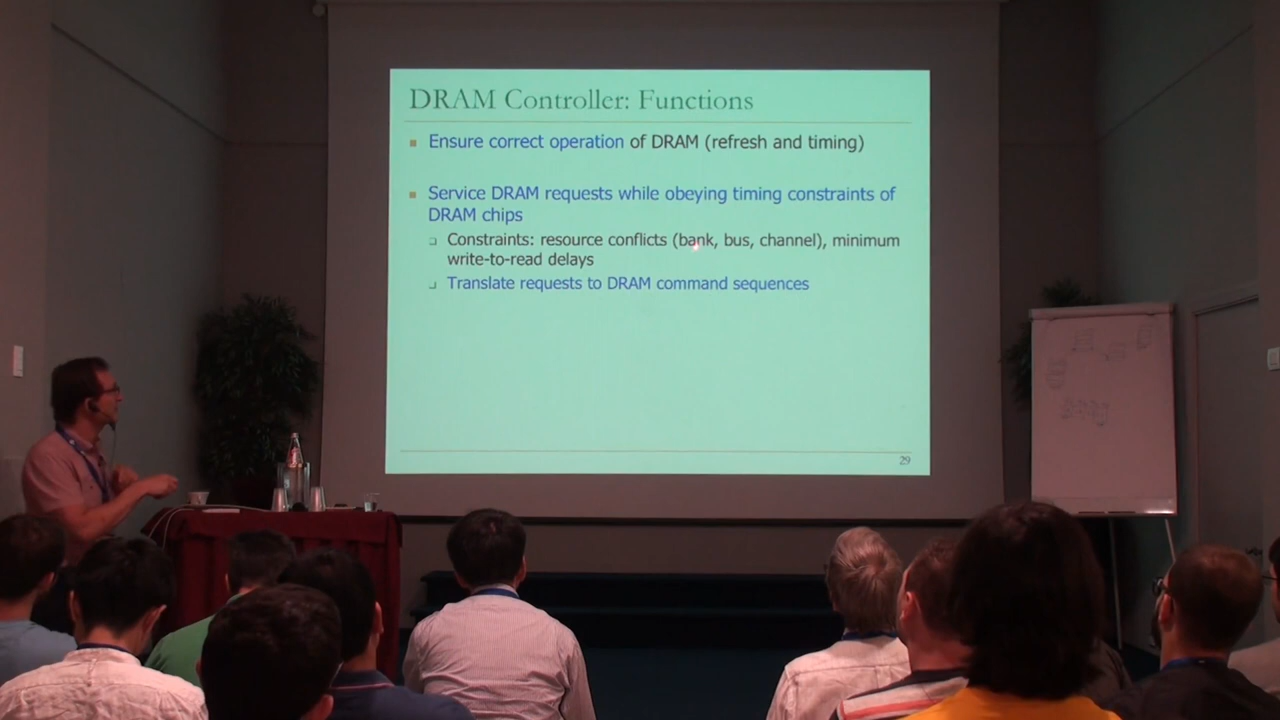 DRAM Controller: Functions
Ensure correct operation of DRAM (refresh and timing)
Service DRAM requests while obeying timing constraints of
DRAM chips
Constraints: resource conflicts (bank, bus, channel), minimum
write-to-read delays
Translate requests to DRAM command sequences
29